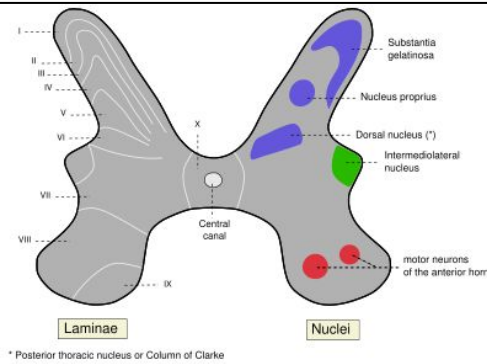 I
II
III
IV
V
VI
VII
VIII
IX
X
Central
canal
Substantia
gelatinosa
Nucleus proprius
Dorsal nucleus (*)
Intermediolateral
nucleus
motor neurons
of the anterior horn
Laminae
Nuclei
* Posterior thoracic nucleus or Column of Clarke